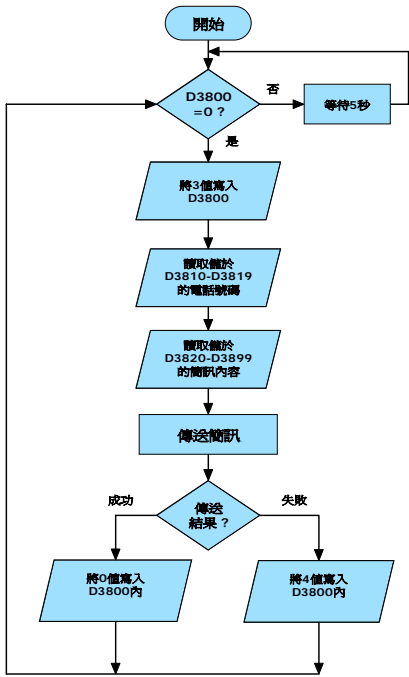 開始
D3800
=0 ?
否
等待5秒
是
將3值寫入
D3800
讀取儲於
D3810-D3819
的電話號碼
讀取儲於
D3820-D3899
的簡訊內容
傳送簡訊
傳送
結果 ?
成功
失敗
將0值寫入
D3800內
將4值寫入
D3800內